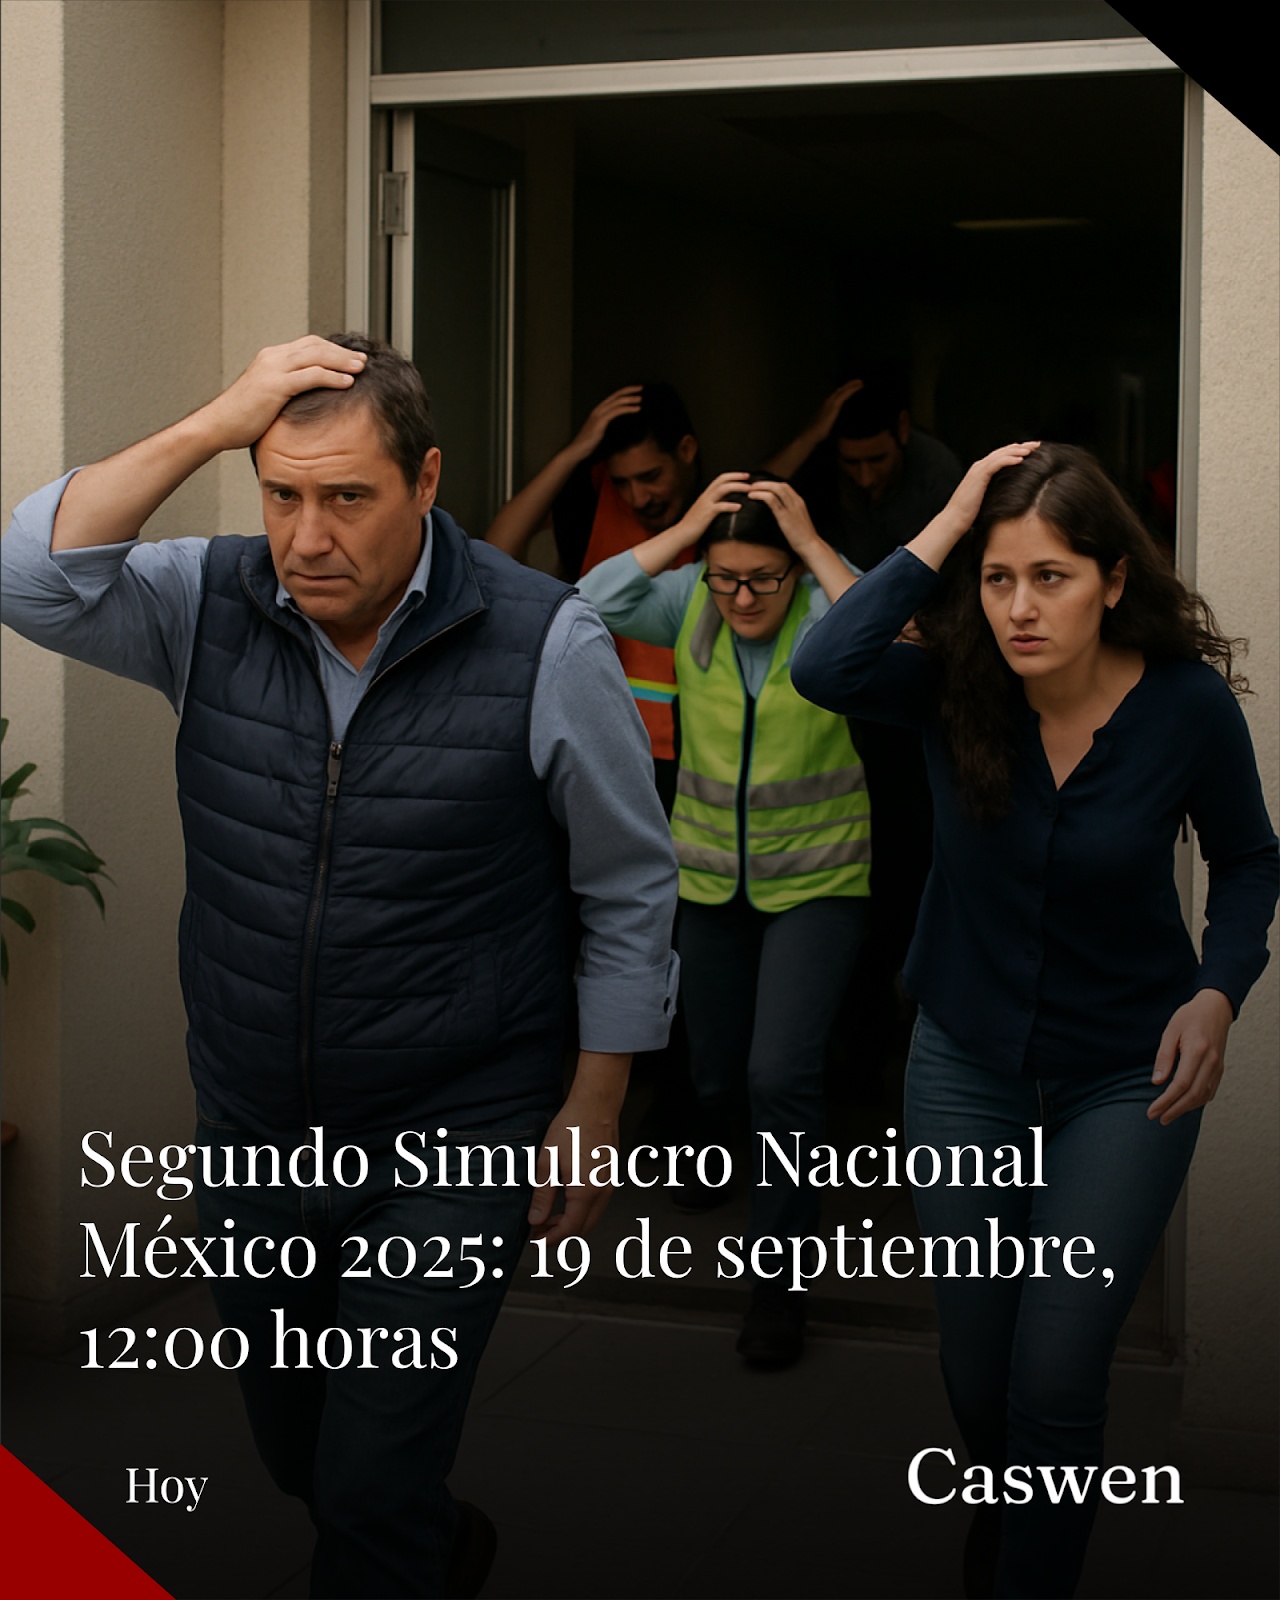 Segundo Simulacro Nacional
México 2025: 19 de septiembre,
12:00 horas
Hoy
Caswen